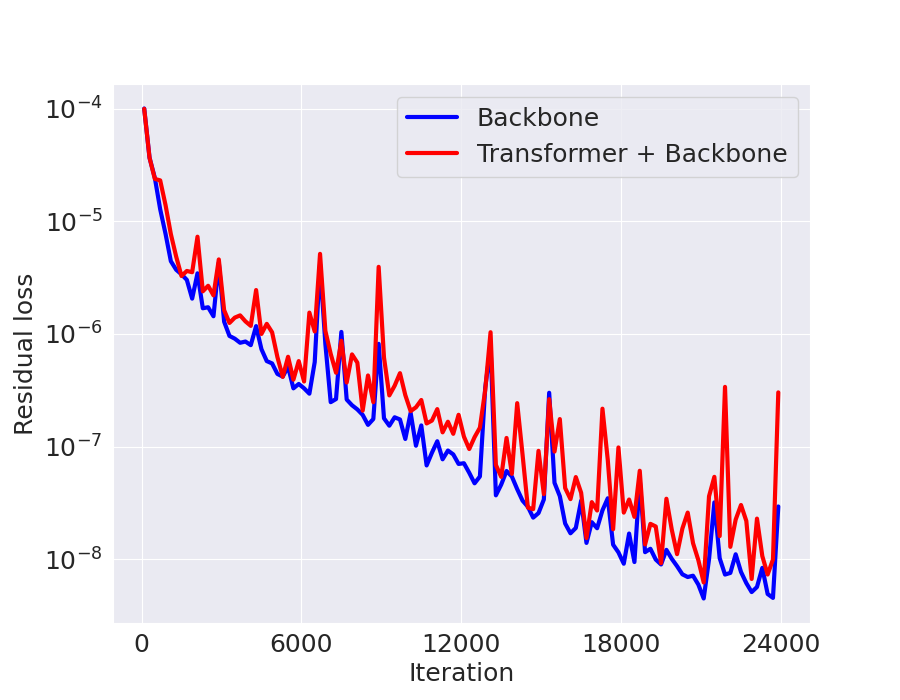 10⁻⁴
10⁻⁵
10⁻⁶
10⁻⁷
10⁻⁸
Residual loss
Backbone
Transformer + Backbone
0 6000 12000 18000 24000
Iteration